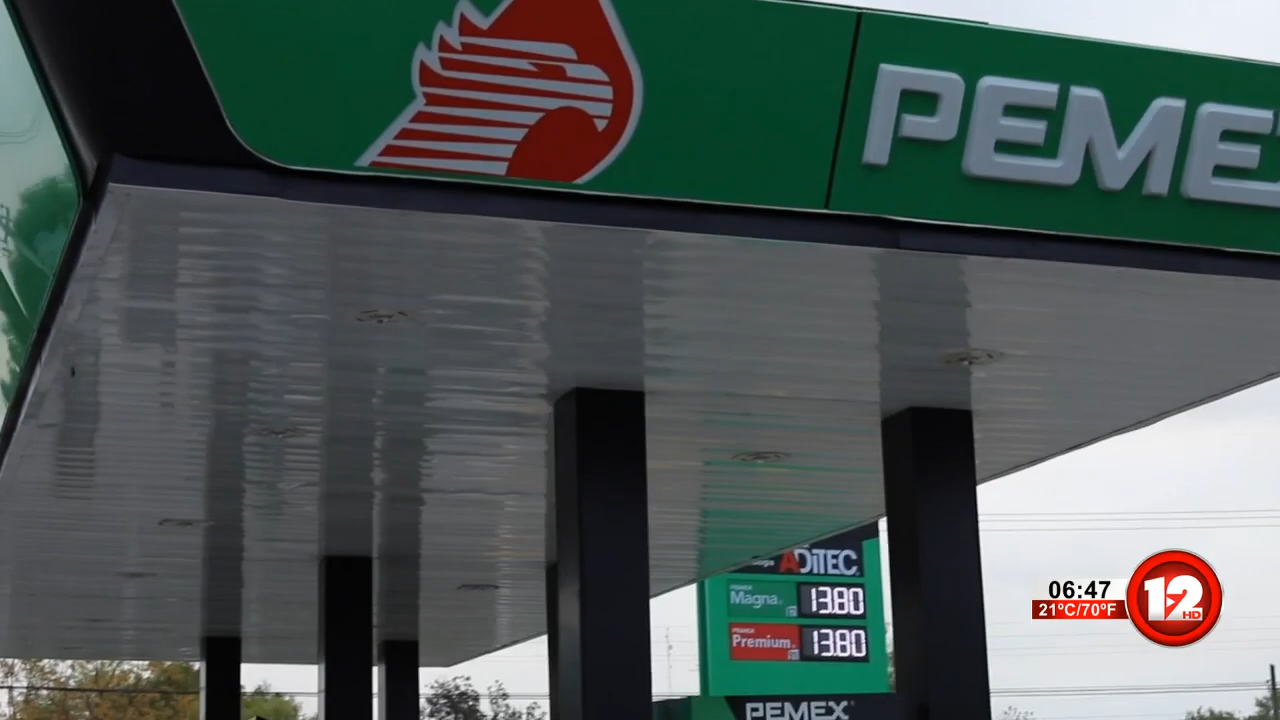 PEMEX
ADITEC
Magna
13.80
Premium
13.80
PEMEX
06:47
21°C/70°F
12
HD